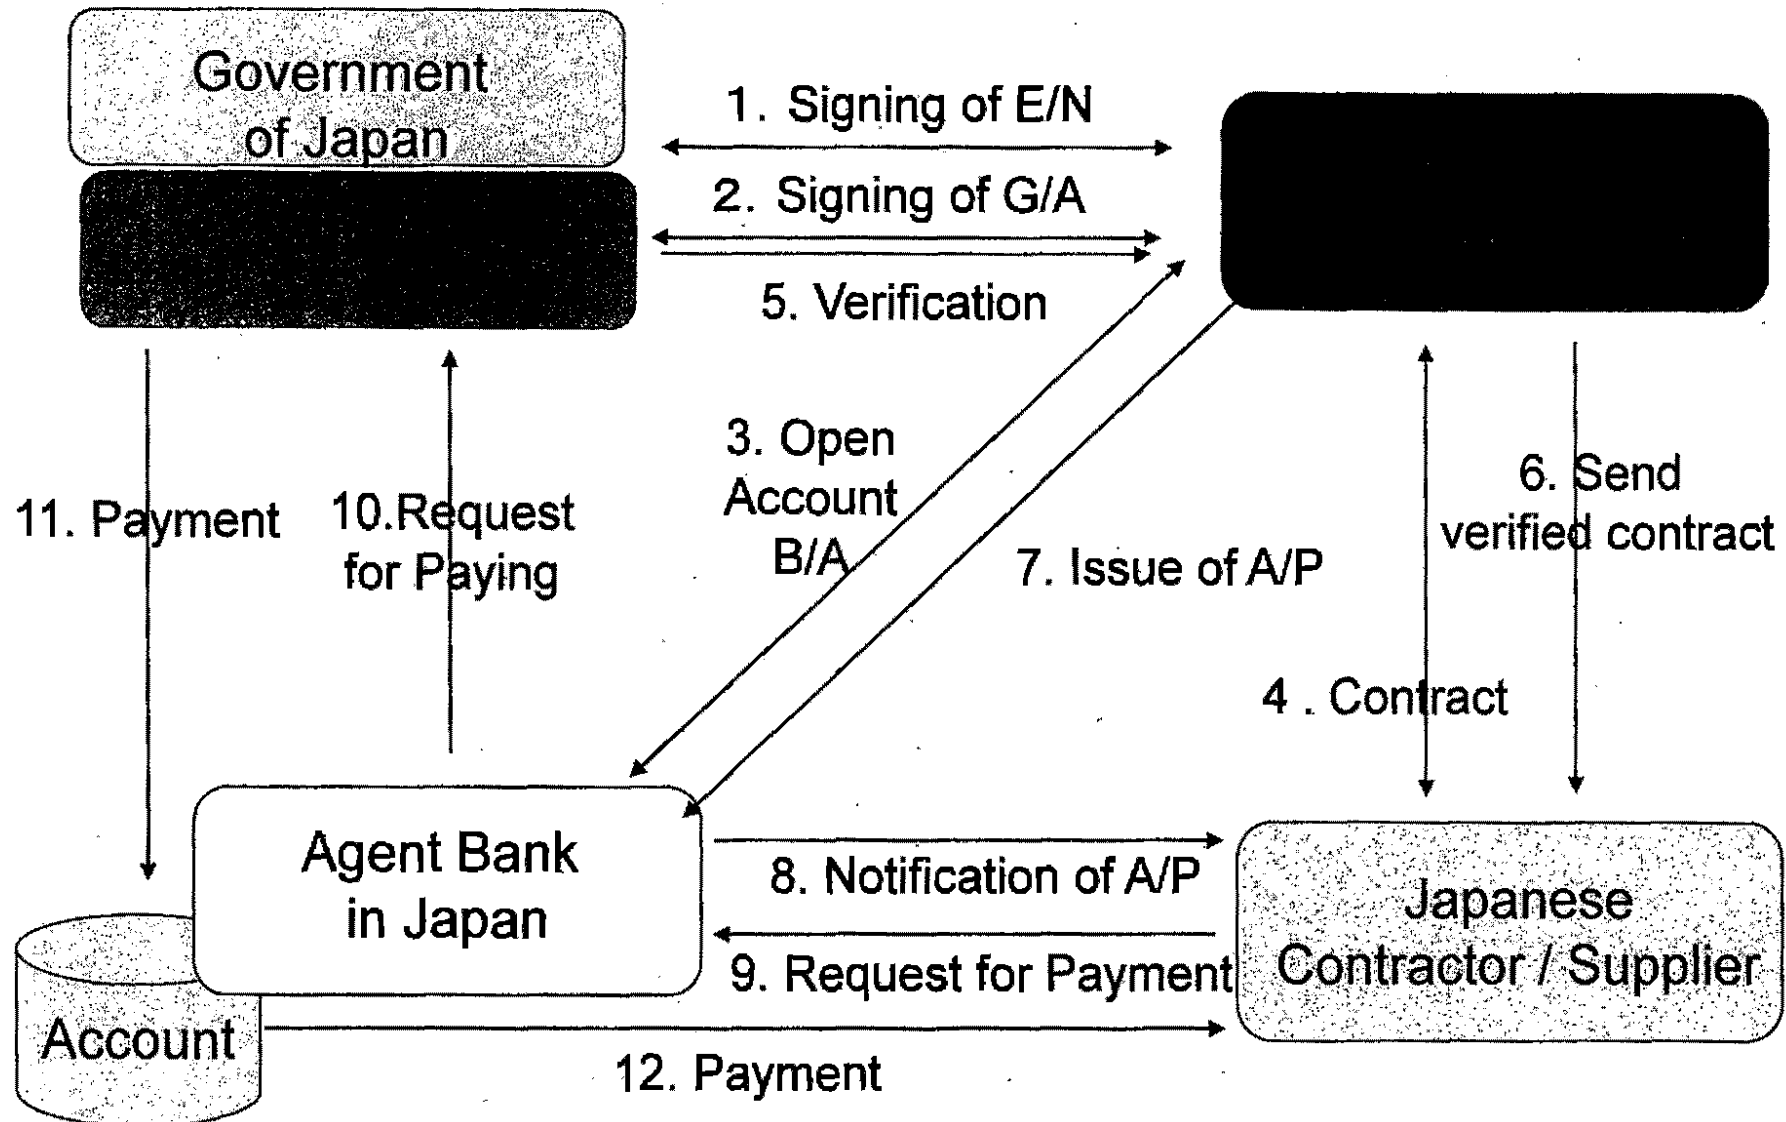 Government
of Japan
1. Signing of E/N
2. Signing of G/A
5. Verification
3. Open
Account
B/A
7. Issue of A/P
6. Send
verified contract
4 . Contract
11. Payment
10.Request
for Paying
Agent Bank
in Japan
8. Notification of A/P
9. Request for Payment
Japanese
Contractor / Supplier
Account
12. Payment